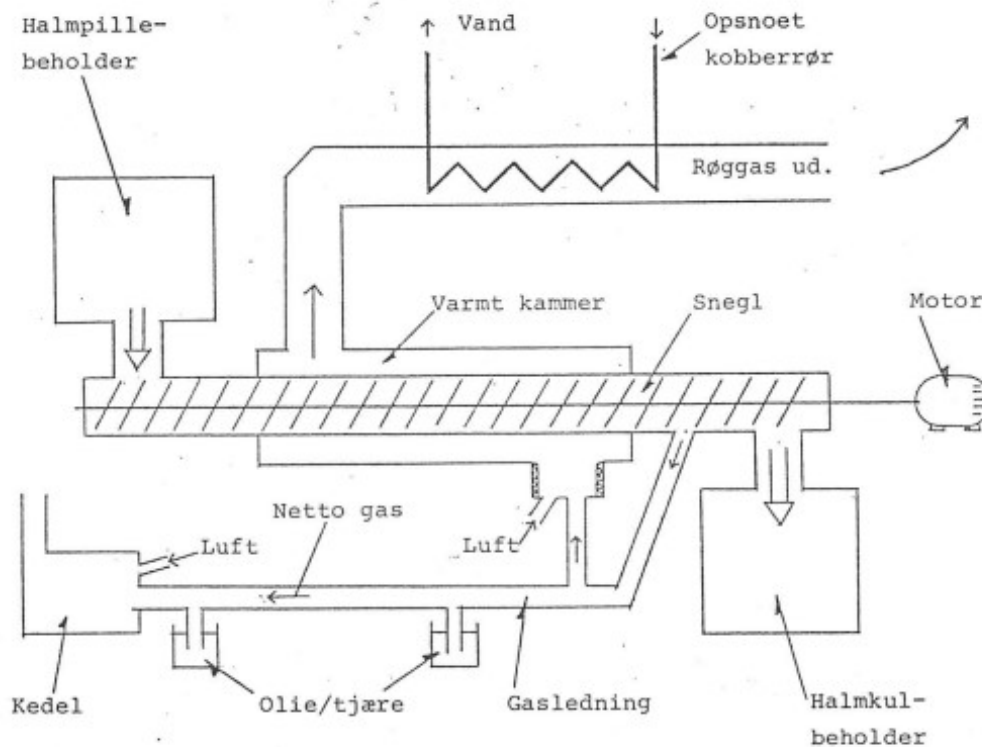 Halmpille-
beholder
Vand
Opsnoet
kobberrør
Røggas ud.
Varmt kammer
Snegl
Motor
Netto gas
Luft
Luft
Kedel
Olie/tjære
Gasledning
Halmkul-
beholder